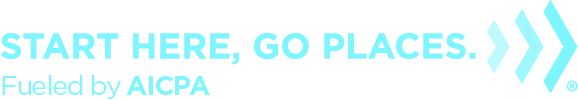 START HERE, GO PLACES.
Fueled by AICPA ®